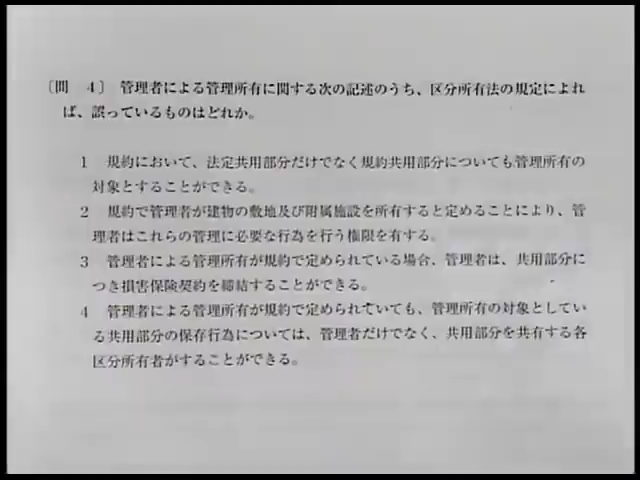 〔問 4〕 管理者による管理所有に関する次の記述のうち、区分所有法の規定によれ
ば、誤っているものはどれか。
1 規約において、法定共用部分だけでなく規約共用部分についても管理所有の
対象とすることができる。
2 規約で管理者が建物の敷地及び附属施設を所有すると定めることにより、管
理者はこれらの管理に必要な行為を行う権限を有する。
3 管理者による管理所有が規約で定められている場合、管理者は、共用部分に
つき損害保険契約を締結することができる。
4 管理者による管理所有が規約で定められていても、管理所有の対象としてい
る共用部分の保存行為については、管理者だけでなく、共用部分を共有する各
区分所有者がすることができる。